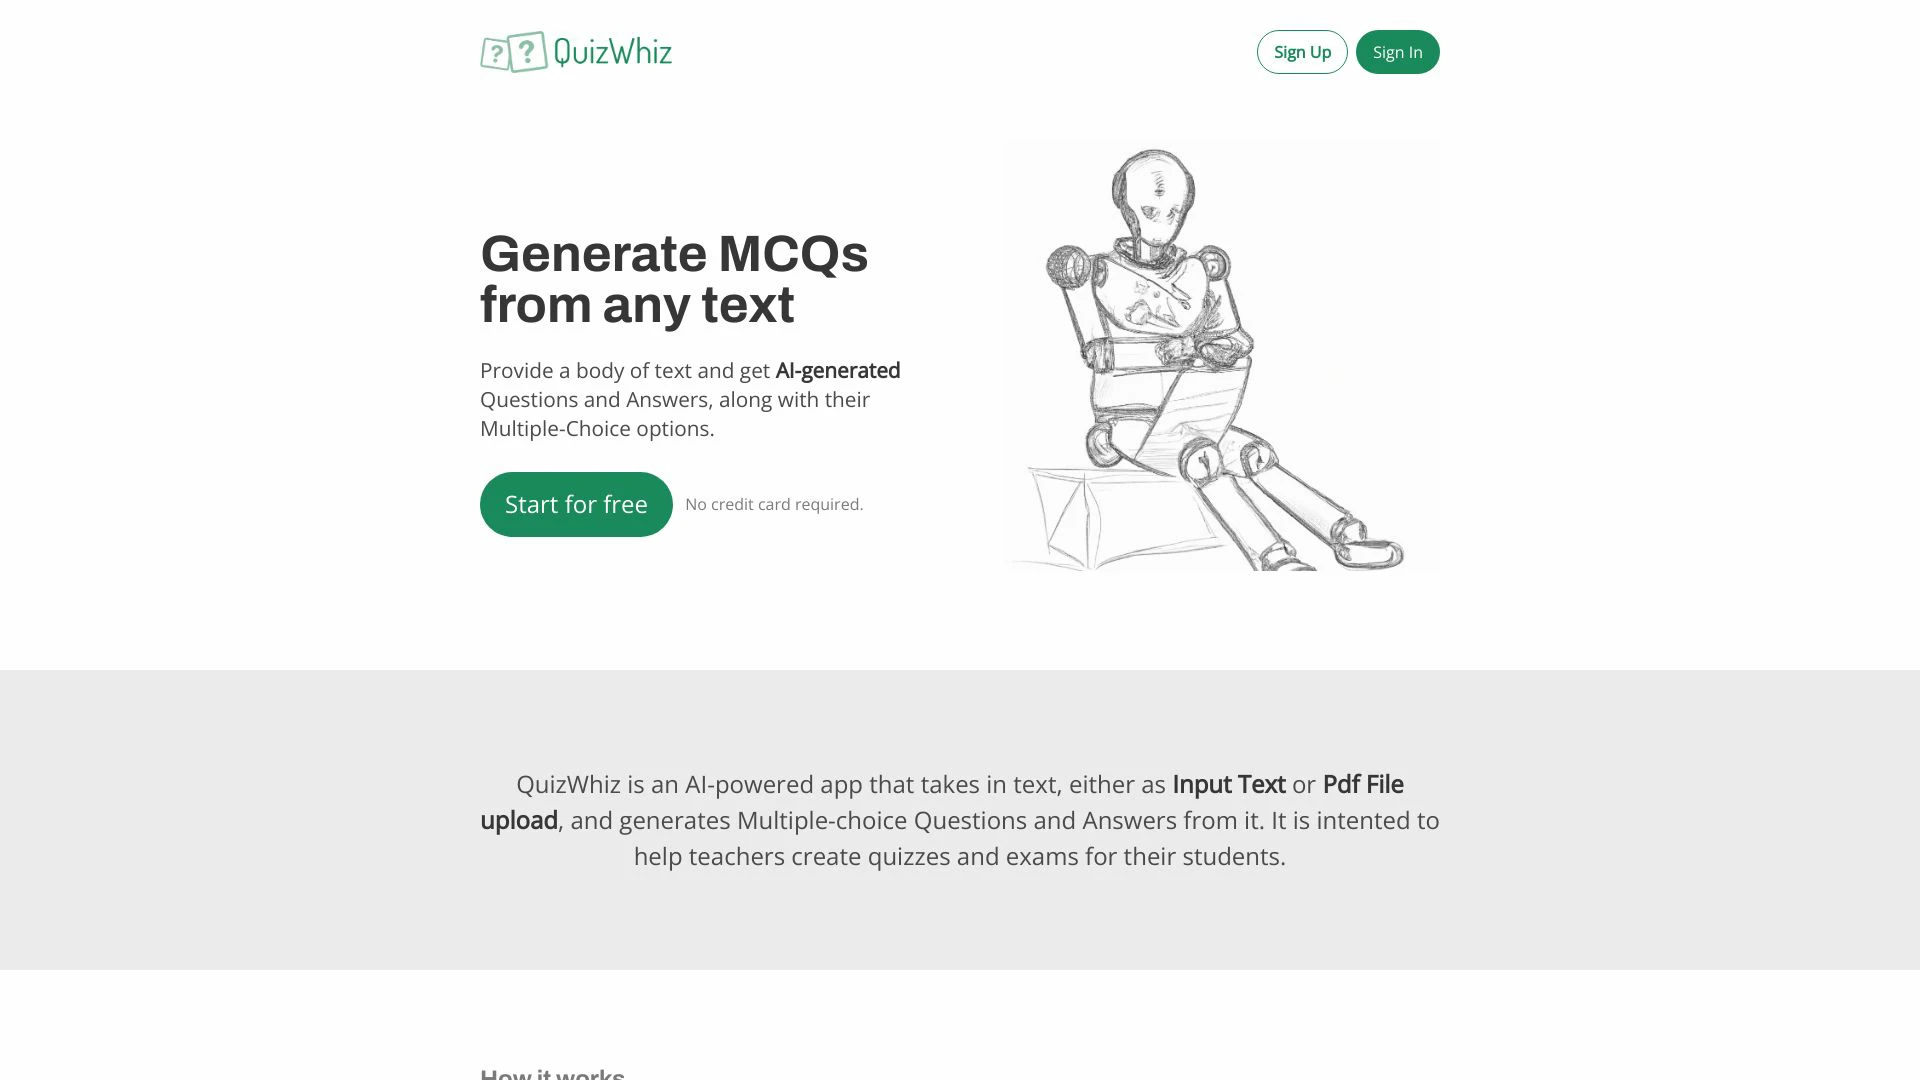 ? ? QuizWhiz
Sign Up
Sign In
Generate MCQs
from any text
Provide a body of text and get AI-generated
Questions and Answers, along with their
Multiple-Choice options.
Start for free
No credit card required.
QuizWhiz is an AI-powered app that takes in text, either as Input Text or Pdf File
upload, and generates Multiple-choice Questions and Answers from it. It is intented to
help teachers create quizzes and exams for their students.
How it works